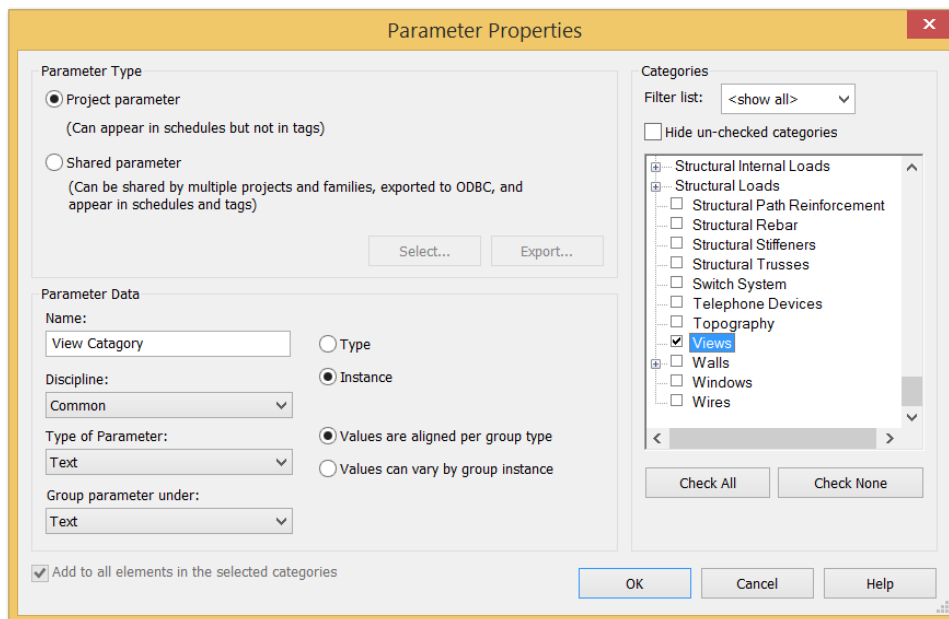 Parameter Properties
Parameter Type
Project parameter
(Can appear in schedules but not in tags)
Shared parameter
(Can be shared by multiple projects and families, exported to ODBC, and
appear in schedules and tags)
Select...
Export...
Parameter Data
Name:
View Catagory
Type
Discipline:
Instance
Common
Type of Parameter:
Values are aligned per group type
Text
Values can vary by group instance
Group parameter under:
Text
Add to all elements in the selected categories
Categories
Filter list:
<show all>
Hide un-checked categories
Structural Internal Loads
Structural Loads
Structural Path Reinforcement
Structural Rebar
Structural Stiffeners
Structural Trusses
Switch System
Telephone Devices
Topography
Views
Walls
Windows
Wires
Check All
Check None
OK
Cancel
Help